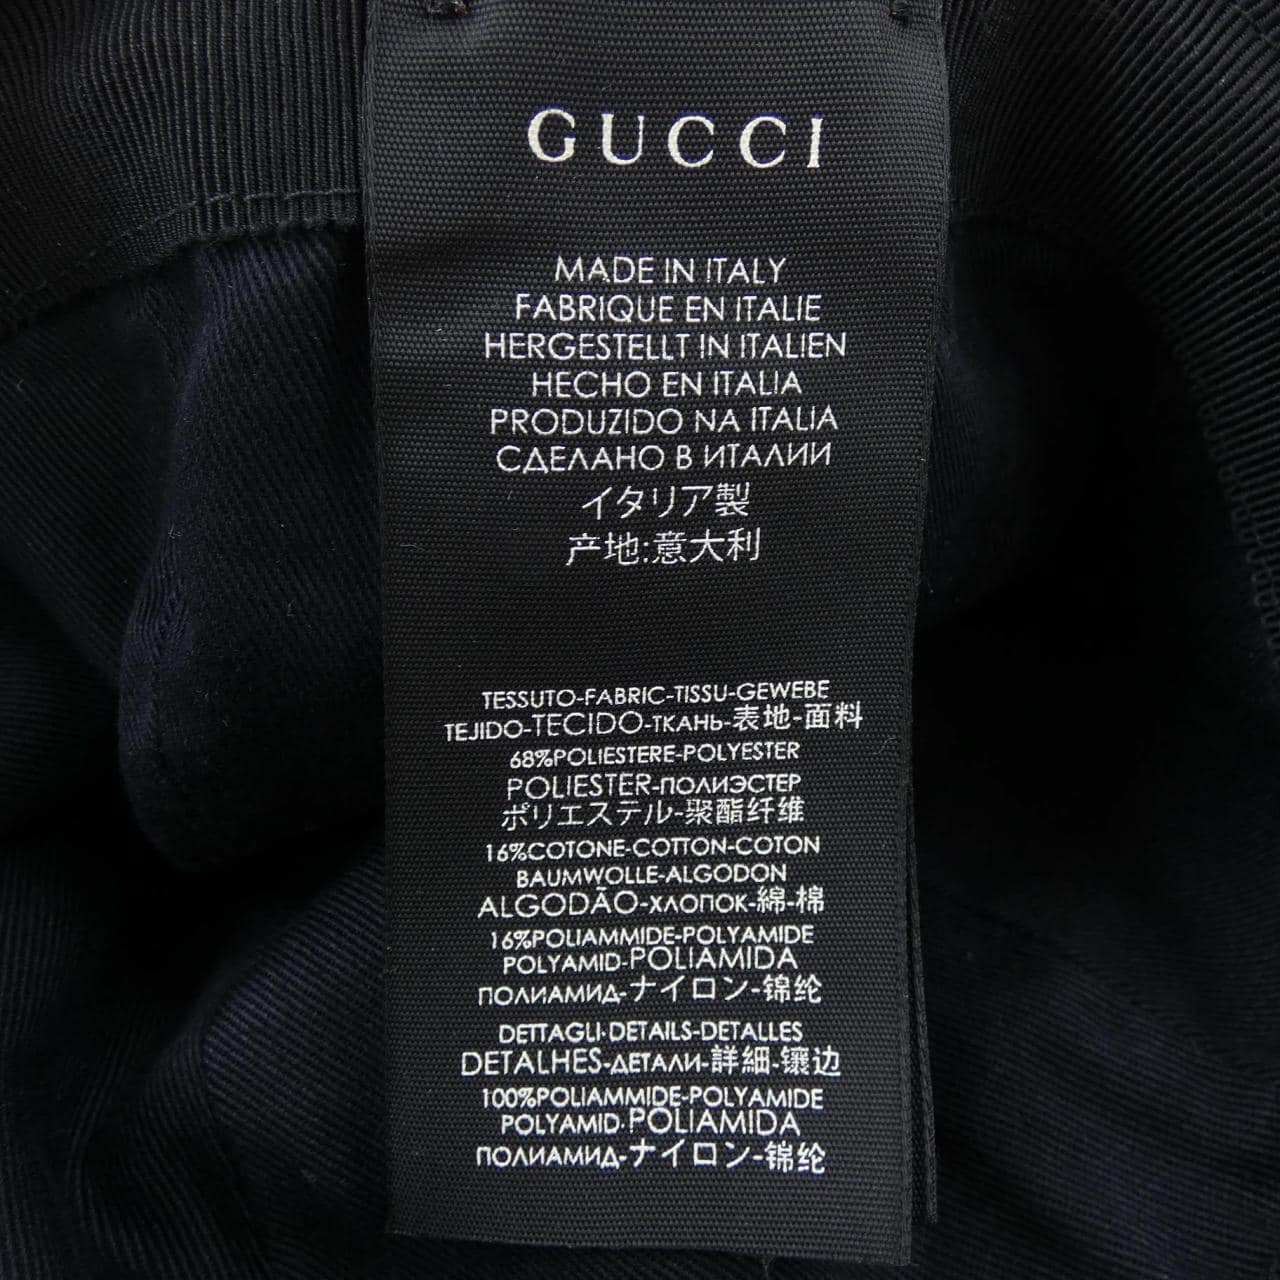 GUCCI
MADE IN ITALY
FABRIQUE EN ITALIE
HERGESTELLT IN ITALIEN
HECHO EN ITALIA
PRODUZIDO NA ITALIA
СДЕЛАНО В ИТАЛИИ
イタリア製
产地:意大利
TESSUTO-FABRIC-TISSU-GEWEBE
TEJIDO-TECIDO-ТКАНЬ-表地-面料
68%POLIESTERE-POLYESTER
POLIESTER-ПОЛИЭСТЕР
ポリエステル-聚酯纤维
16%COTONE-COTTON-COTON
BAUMWOLLE-ALGODON
ALGODÃO-ХЛОПОК-綿-棉
16%POLIAMMIDE-POLYAMIDE
POLYAMID-POLIAMIDA
ПОЛИАМИД-ナイロン-锦纶
DETTAGLI-DETAILS-DETALLES
DETALHES-ДЕТАЛИ-詳細-镶边
100%POLIAMMIDE-POLYAMIDE
POLYAMID-POLIAMIDA
ПОЛИАМИД-ナイロン-锦纶